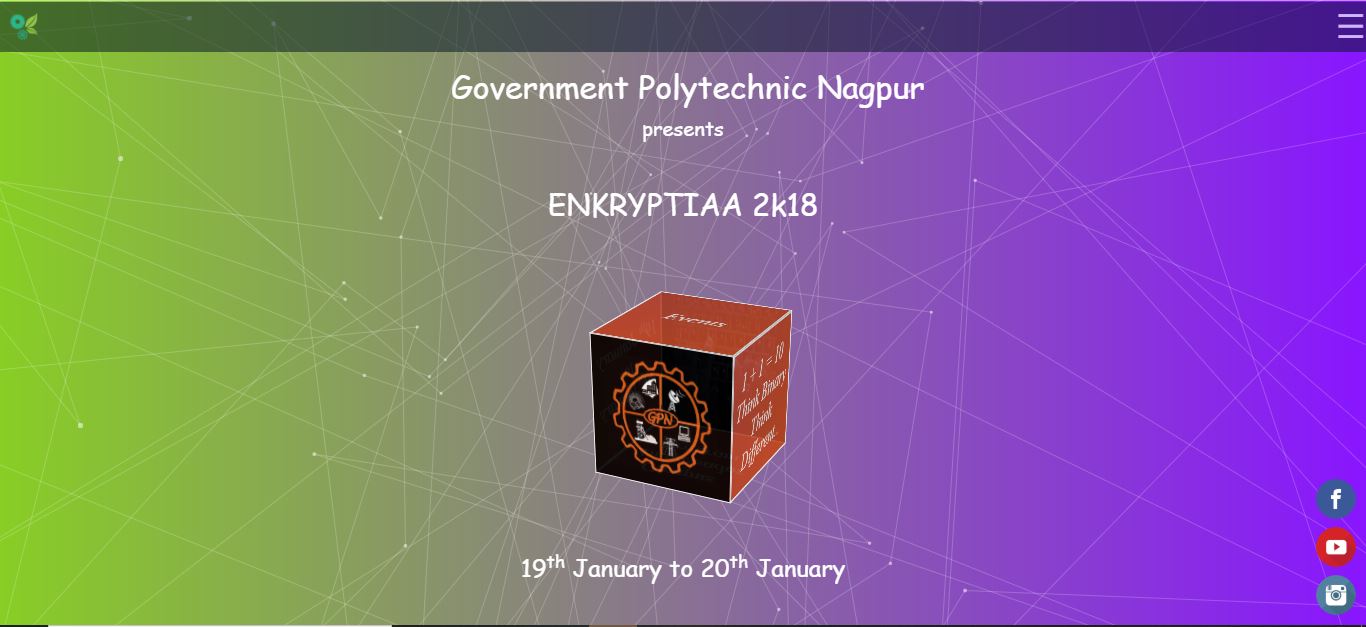 Government Polytechnic Nagpur
presents
ENKRYPTIAA 2k18
Events
GPN
1 + 1 = 10
Think Binary
Think
Different.
19th January to 20th January